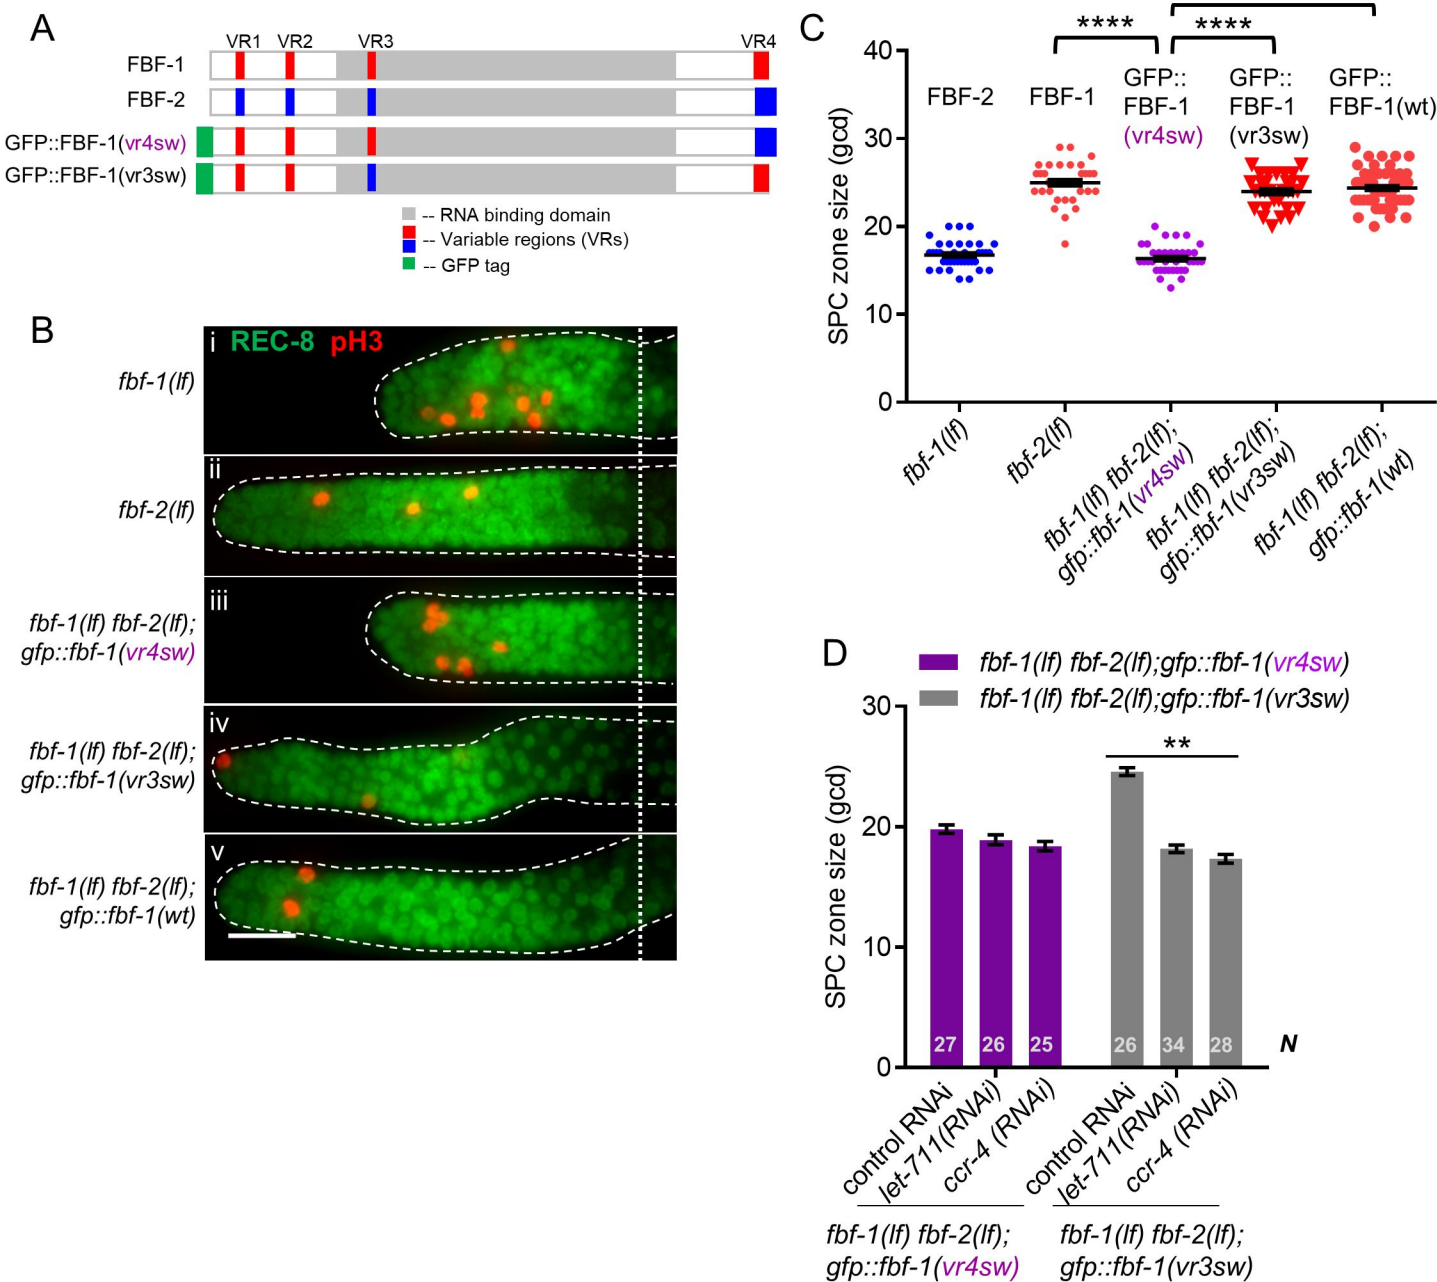 A
VR1 VR2 VR3 VR4
FBF-1
FBF-2
GFP::FBF-1(vr4sw)
GFP::FBF-1(vr3sw)
-- RNA binding domain
-- Variable regions (VRs)
-- GFP tag
B
i REC-8 pH3
fbf-1(lf)
ii
fbf-2(lf)
iii
fbf-1(lf) fbf-2(lf);
gfp::fbf-1(vr4sw)
iv
fbf-1(lf) fbf-2(lf);
gfp::fbf-1(vr3sw)
v
fbf-1(lf) fbf-2(lf);
gfp::fbf-1(wt)
C
**** ****
SPC zone size (gcd)
40
30
20
10
0
FBF-2
FBF-1
GFP::
FBF-1
(vr4sw)
GFP::
FBF-1
(vr3sw)
GFP::
FBF-1(wt)
fbf-1(lf)
fbf-2(lf)
fbf-1(lf) fbf-2(lf);
gfp::fbf-1(vr4sw)
fbf-1(lf) fbf-2(lf);
gfp::fbf-1(vr3sw)
fbf-1(lf) fbf-2(lf);
gfp::fbf-1(wt)
D
fbf-1(lf) fbf-2(lf);gfp::fbf-1(vr4sw)
fbf-1(lf) fbf-2(lf);gfp::fbf-1(vr3sw)
SPC zone size (gcd)
30
20
10
0
**
27 26 25 26 34 28 N
control RNAi
let-711(RNAi)
ccr-4 (RNAi)
control RNAi
let-711(RNAi)
ccr-4 (RNAi)
fbf-1(lf) fbf-2(lf);
gfp::fbf-1(vr4sw)
fbf-1(lf) fbf-2(lf);
gfp::fbf-1(vr3sw)